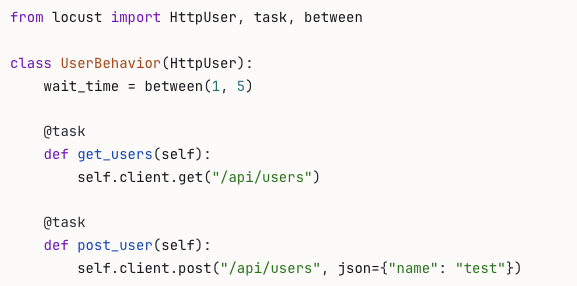 from locust import HttpUser, task, between

class UserBehavior(HttpUser):
    wait_time = between(1, 5)

    @task
    def get_users(self):
        self.client.get("/api/users")

    @task
    def post_user(self):
        self.client.post("/api/users", json={"name": "test"})